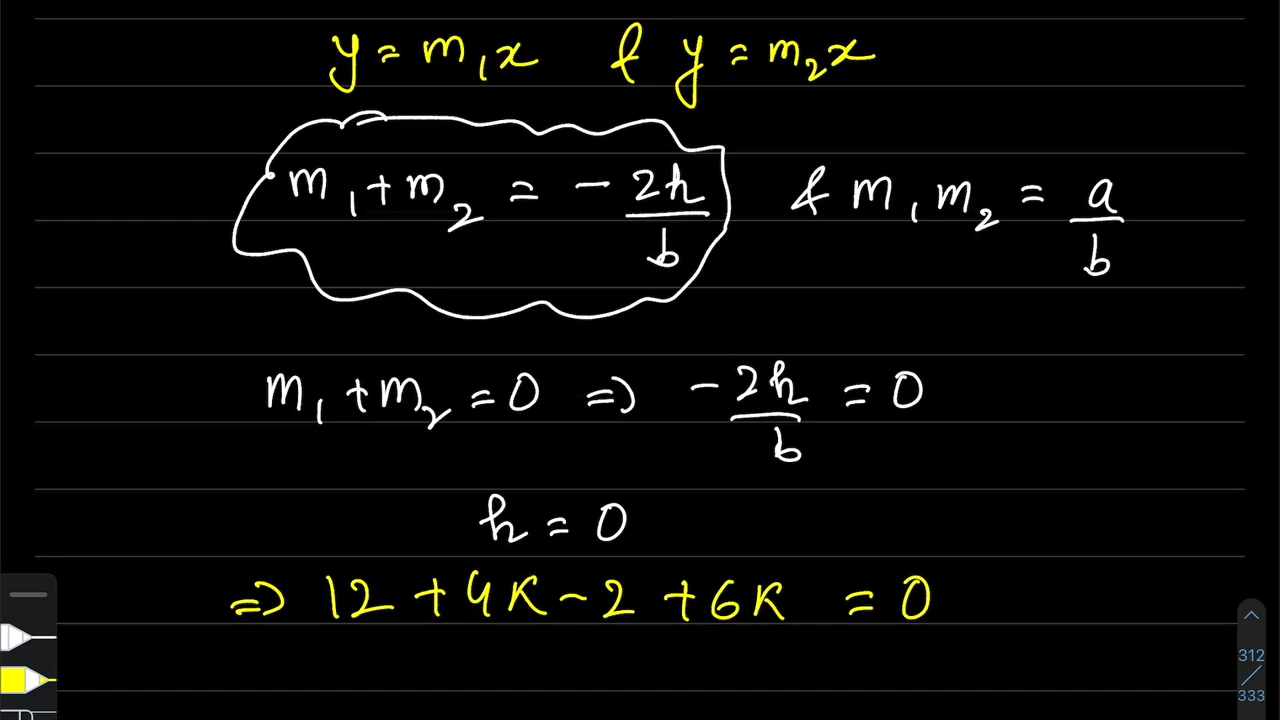 y = m₁x & y = m₂x
m₁ + m₂ = - 2h/b & m₁m₂ = a/b
m₁ + m₂ = 0 ⇒ - 2h/b = 0
h = 0
⇒ 12 + 4K - 2 + 6K = 0
312
/
333